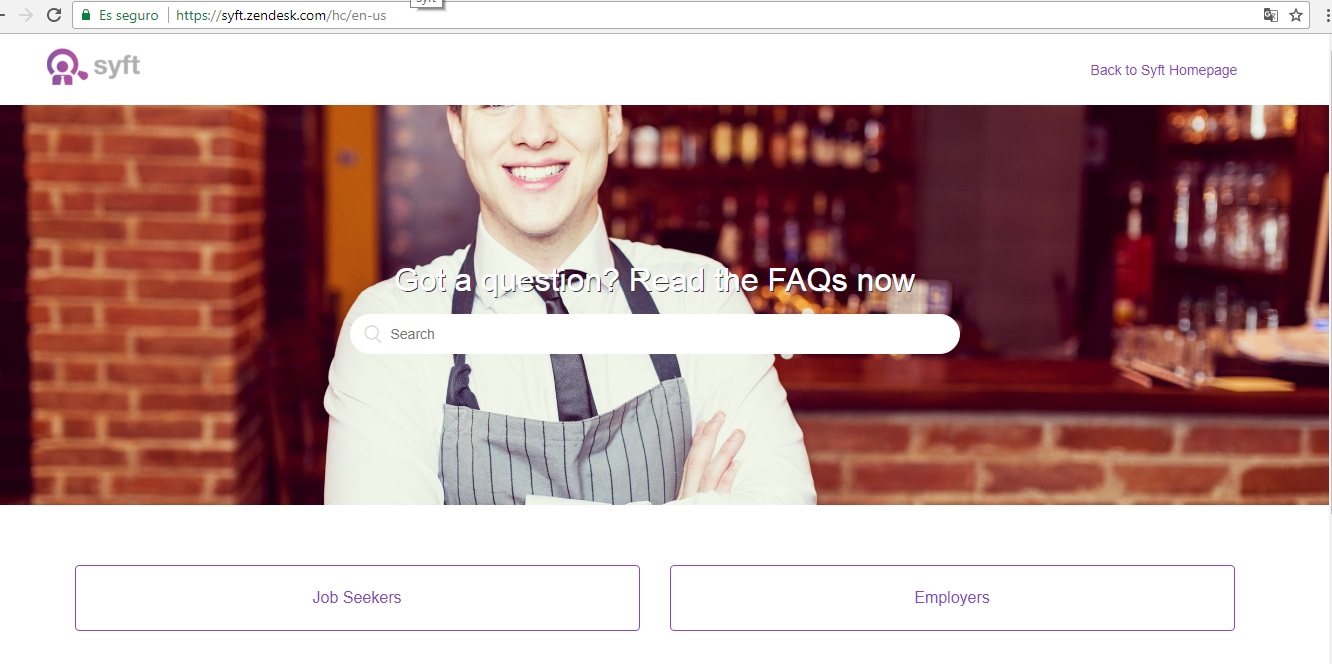 Es seguro | https://syft.zendesk.com/hc/en-us
syft
syft
Back to Syft Homepage
Got a question? Read the FAQs now
Search
Job Seekers
Employers